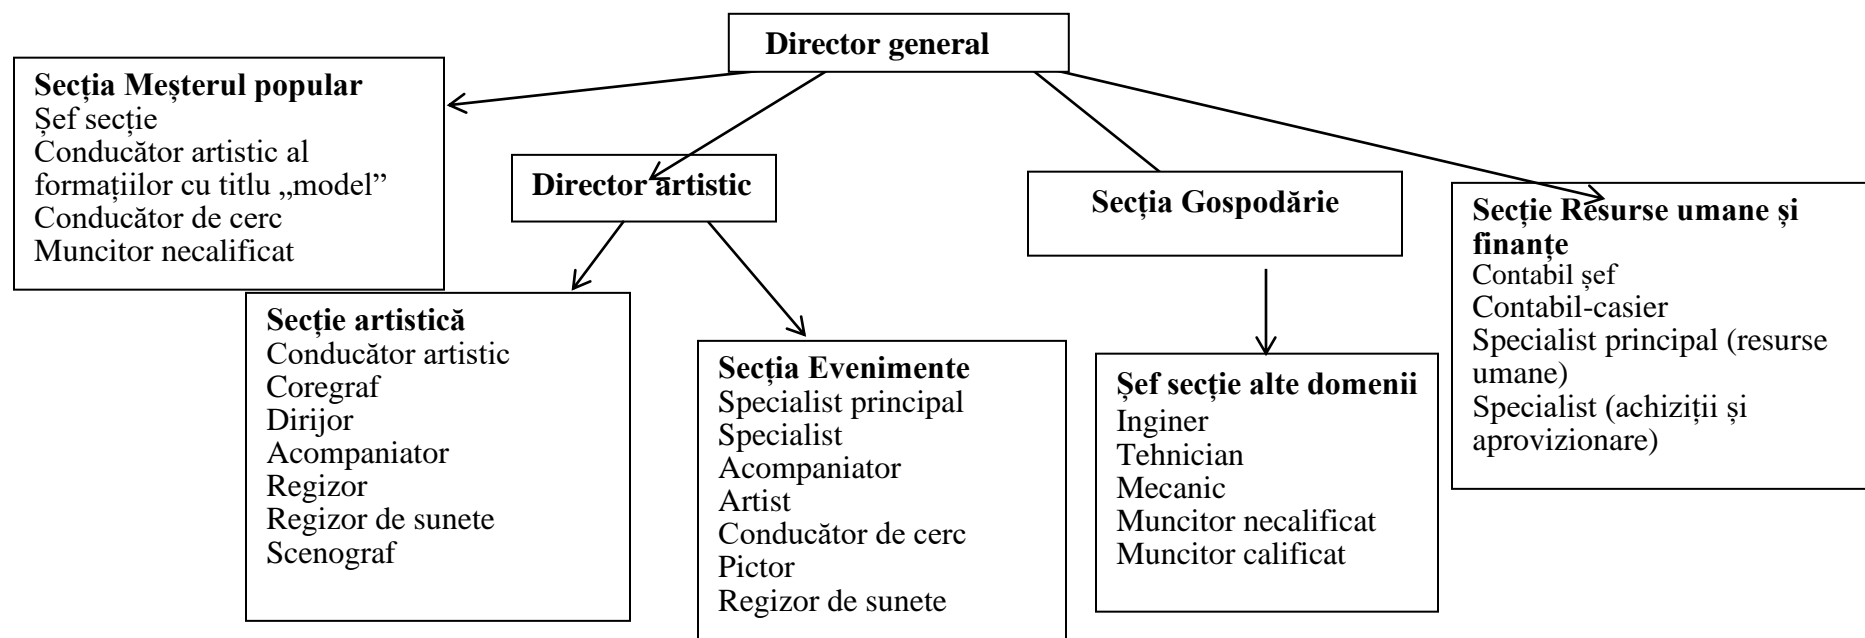 Director general
Secția Meșterul popular
Șef secție
Conducător artistic al
formațiilor cu titlu „model”
Conducător de cerc
Muncitor necalificat
Director artistic
Secția Gospodărie
Secție Resurse umane și
finanțe
Contabil șef
Contabil-casier
Specialist principal (resurse
umane)
Specialist (achiziții și
aprovizionare)
Secție artistică
Conducător artistic
Coregraf
Dirijor
Acompaniator
Regizor
Regizor de sunete
Scenograf
Secția Evenimente
Specialist principal
Specialist
Acompaniator
Artist
Conducător de cerc
Pictor
Regizor de sunete
Șef secție alte domenii
Inginer
Tehnician
Mecanic
Muncitor necalificat
Muncitor calificat